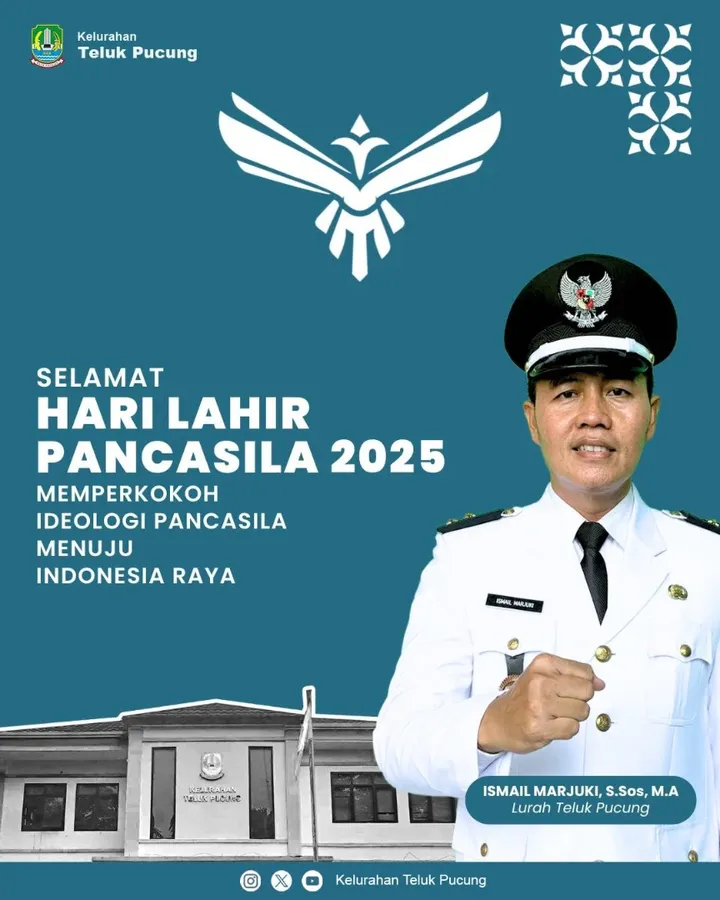 Kelurahan
Teluk Pucung
SELAMAT
HARI LAHIR
PANCASILA 2025
MEMPERKOKOH
IDEOLOGI PANCASILA
MENUJU
INDONESIA RAYA
ISMAIL MARJUKI
KELURAHAN
TELUK PUCUNG
ISMAIL MARJUKI, S.Sos, M.A
Lurah Teluk Pucung
Kelurahan Teluk Pucung